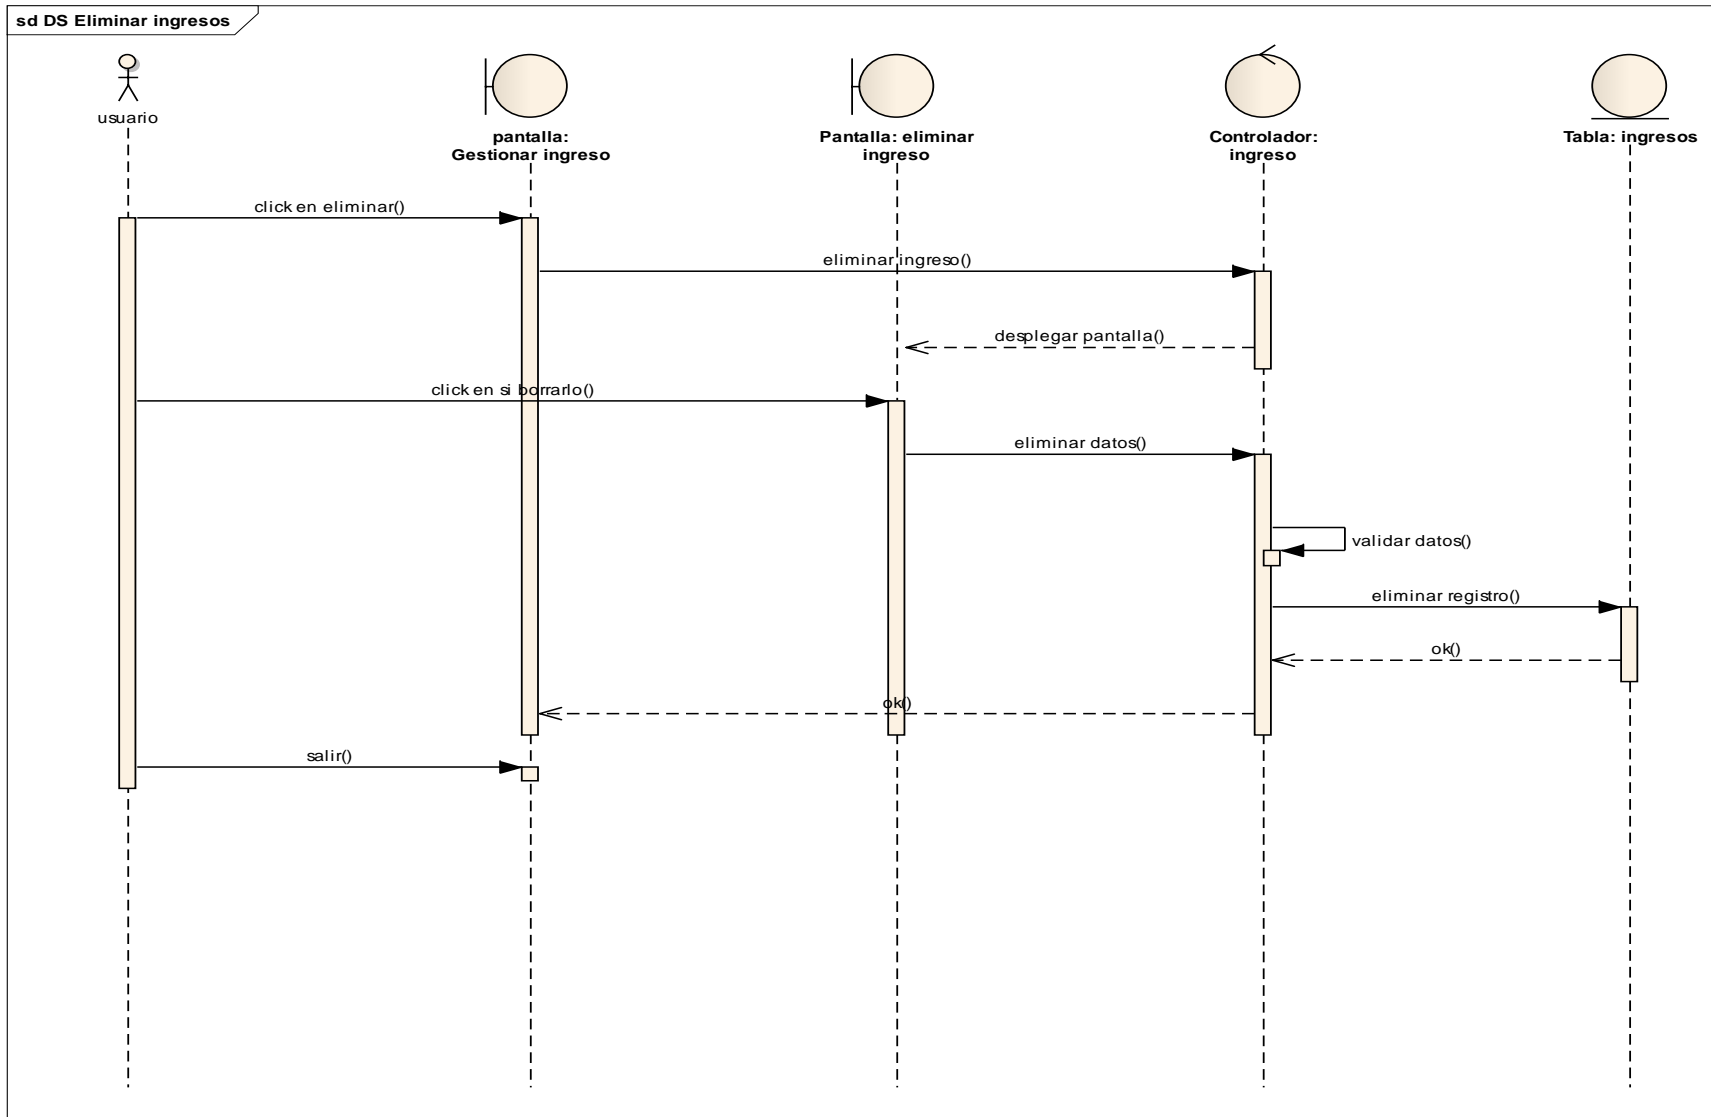 sd DS Eliminar ingresos
usuario
pantalla:
Gestionar ingreso
Pantalla: eliminar
ingreso
Controlador:
ingreso
Tabla: ingresos
click en eliminar()
eliminar ingreso()
desplegar pantalla()
click en si borrarlo()
eliminar datos()
validar datos()
eliminar registro()
ok()
ok()
salir()